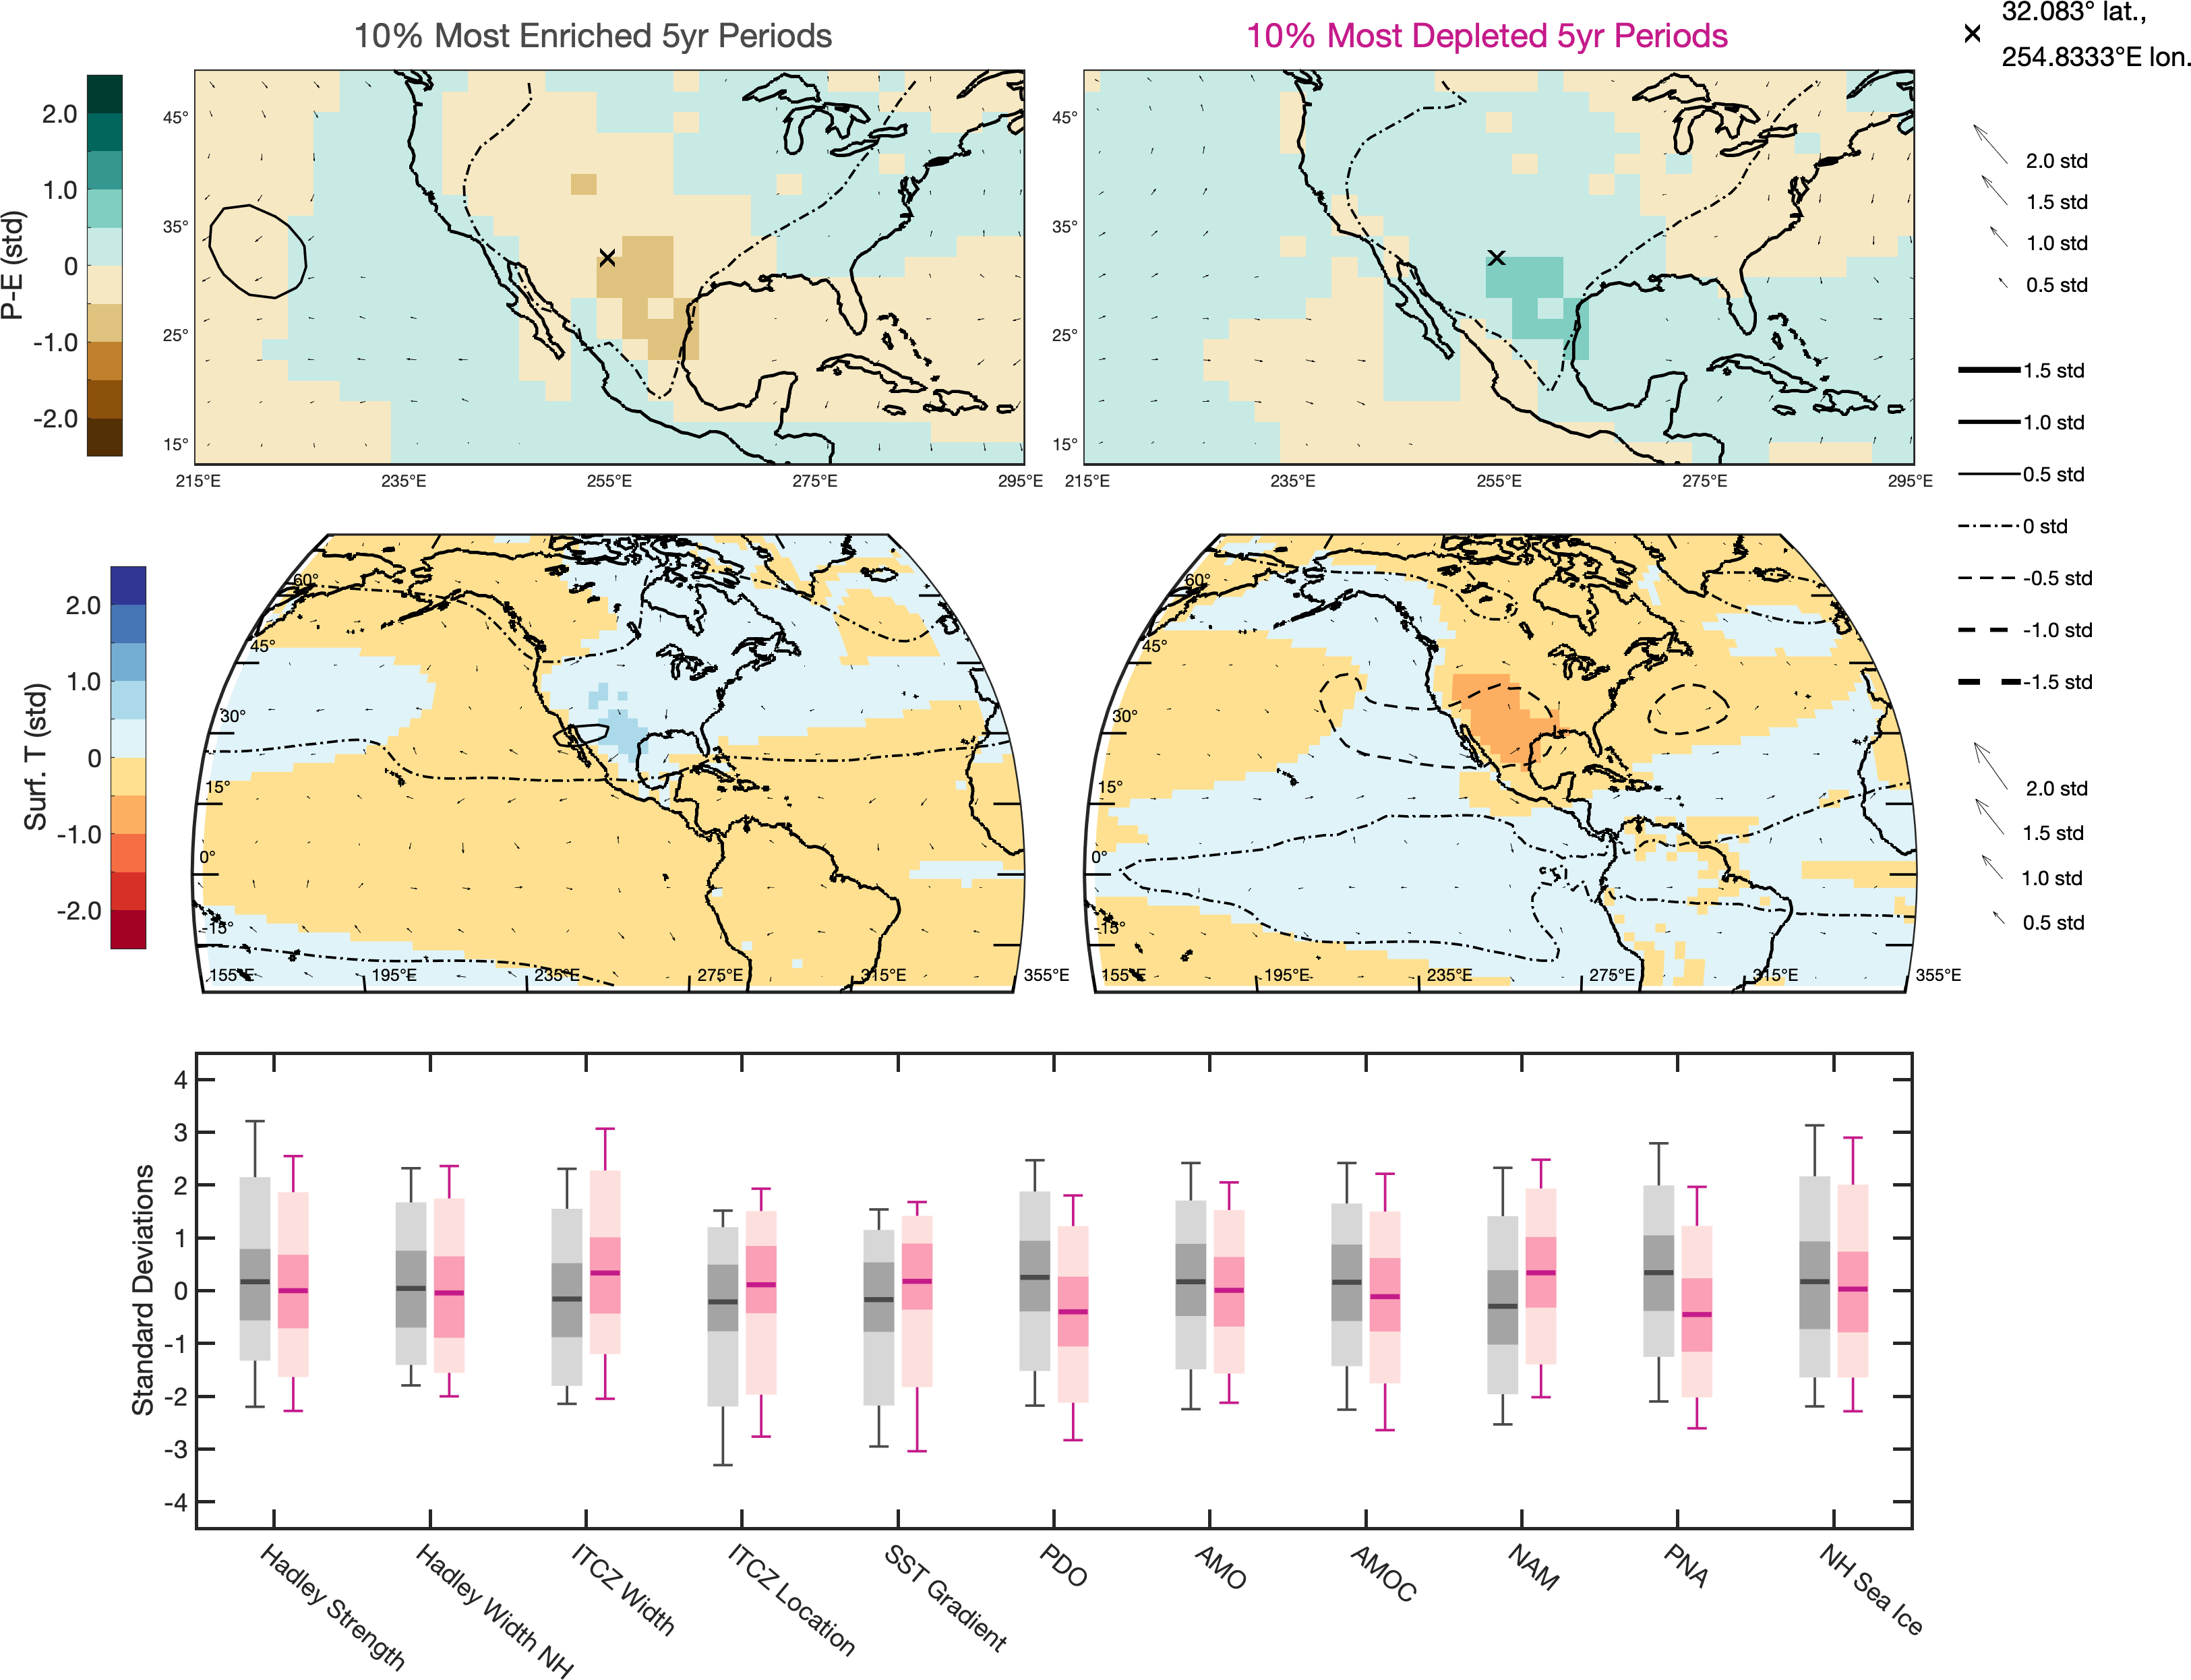 10% Most Enriched 5yr Periods
10% Most Depleted 5yr Periods
32.083° lat.,
254.8333°E lon.
P-E (std)
2.0
1.0
0
-1.0
-2.0
45°
35°
25°
15°
215°E
235°E
255°E
275°E
295°E
45°
35°
25°
15°
215°E
235°E
255°E
275°E
295°E
2.0 std
1.5 std
1.0 std
0.5 std
1.5 std
1.0 std
0.5 std
0 std
-0.5 std
-1.0 std
-1.5 std
Surf. T (std)
2.0
1.0
0
-1.0
-2.0
60°
45°
30°
15°
0°
-15°
155°E
195°E
235°E
275°E
315°E
355°E
60°
45°
30°
15°
0°
-15°
155°E
195°E
235°E
275°E
315°E
355°E
2.0 std
1.5 std
1.0 std
0.5 std
Standard Deviations
4
3
2
1
0
-1
-2
-3
-4
Hadley Strength
Hadley Width NH
ITCZ Width
ITCZ Location
SST Gradient
PDO
AMO
AMOC
NAM
PNA
NH Sea Ice